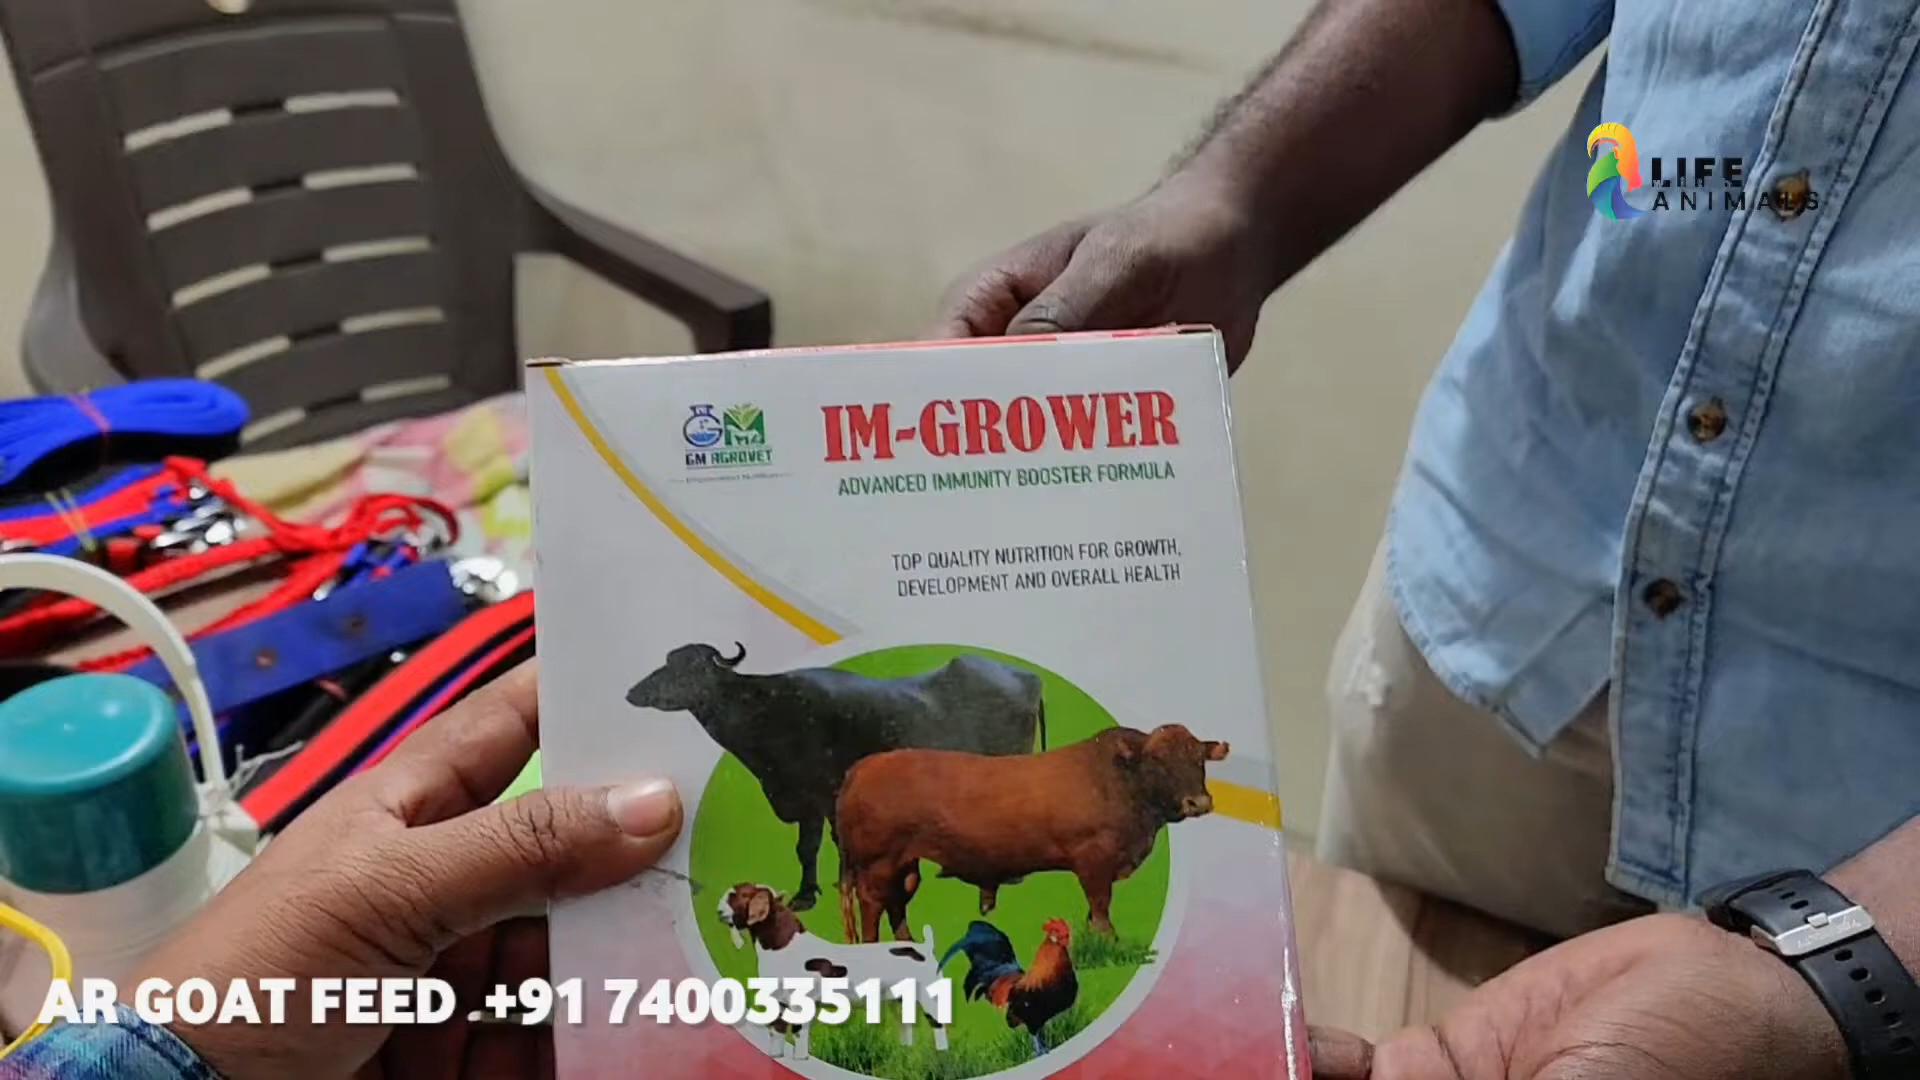 LIFE
ANIMALS
GM AGROVET
IM-GROWER
ADVANCED IMMUNITY BOOSTER FORMULA
TOP QUALITY NUTRITION FOR GROWTH,
DEVELOPMENT AND OVERALL HEALTH
AR GOAT FEED .+91 7400335111